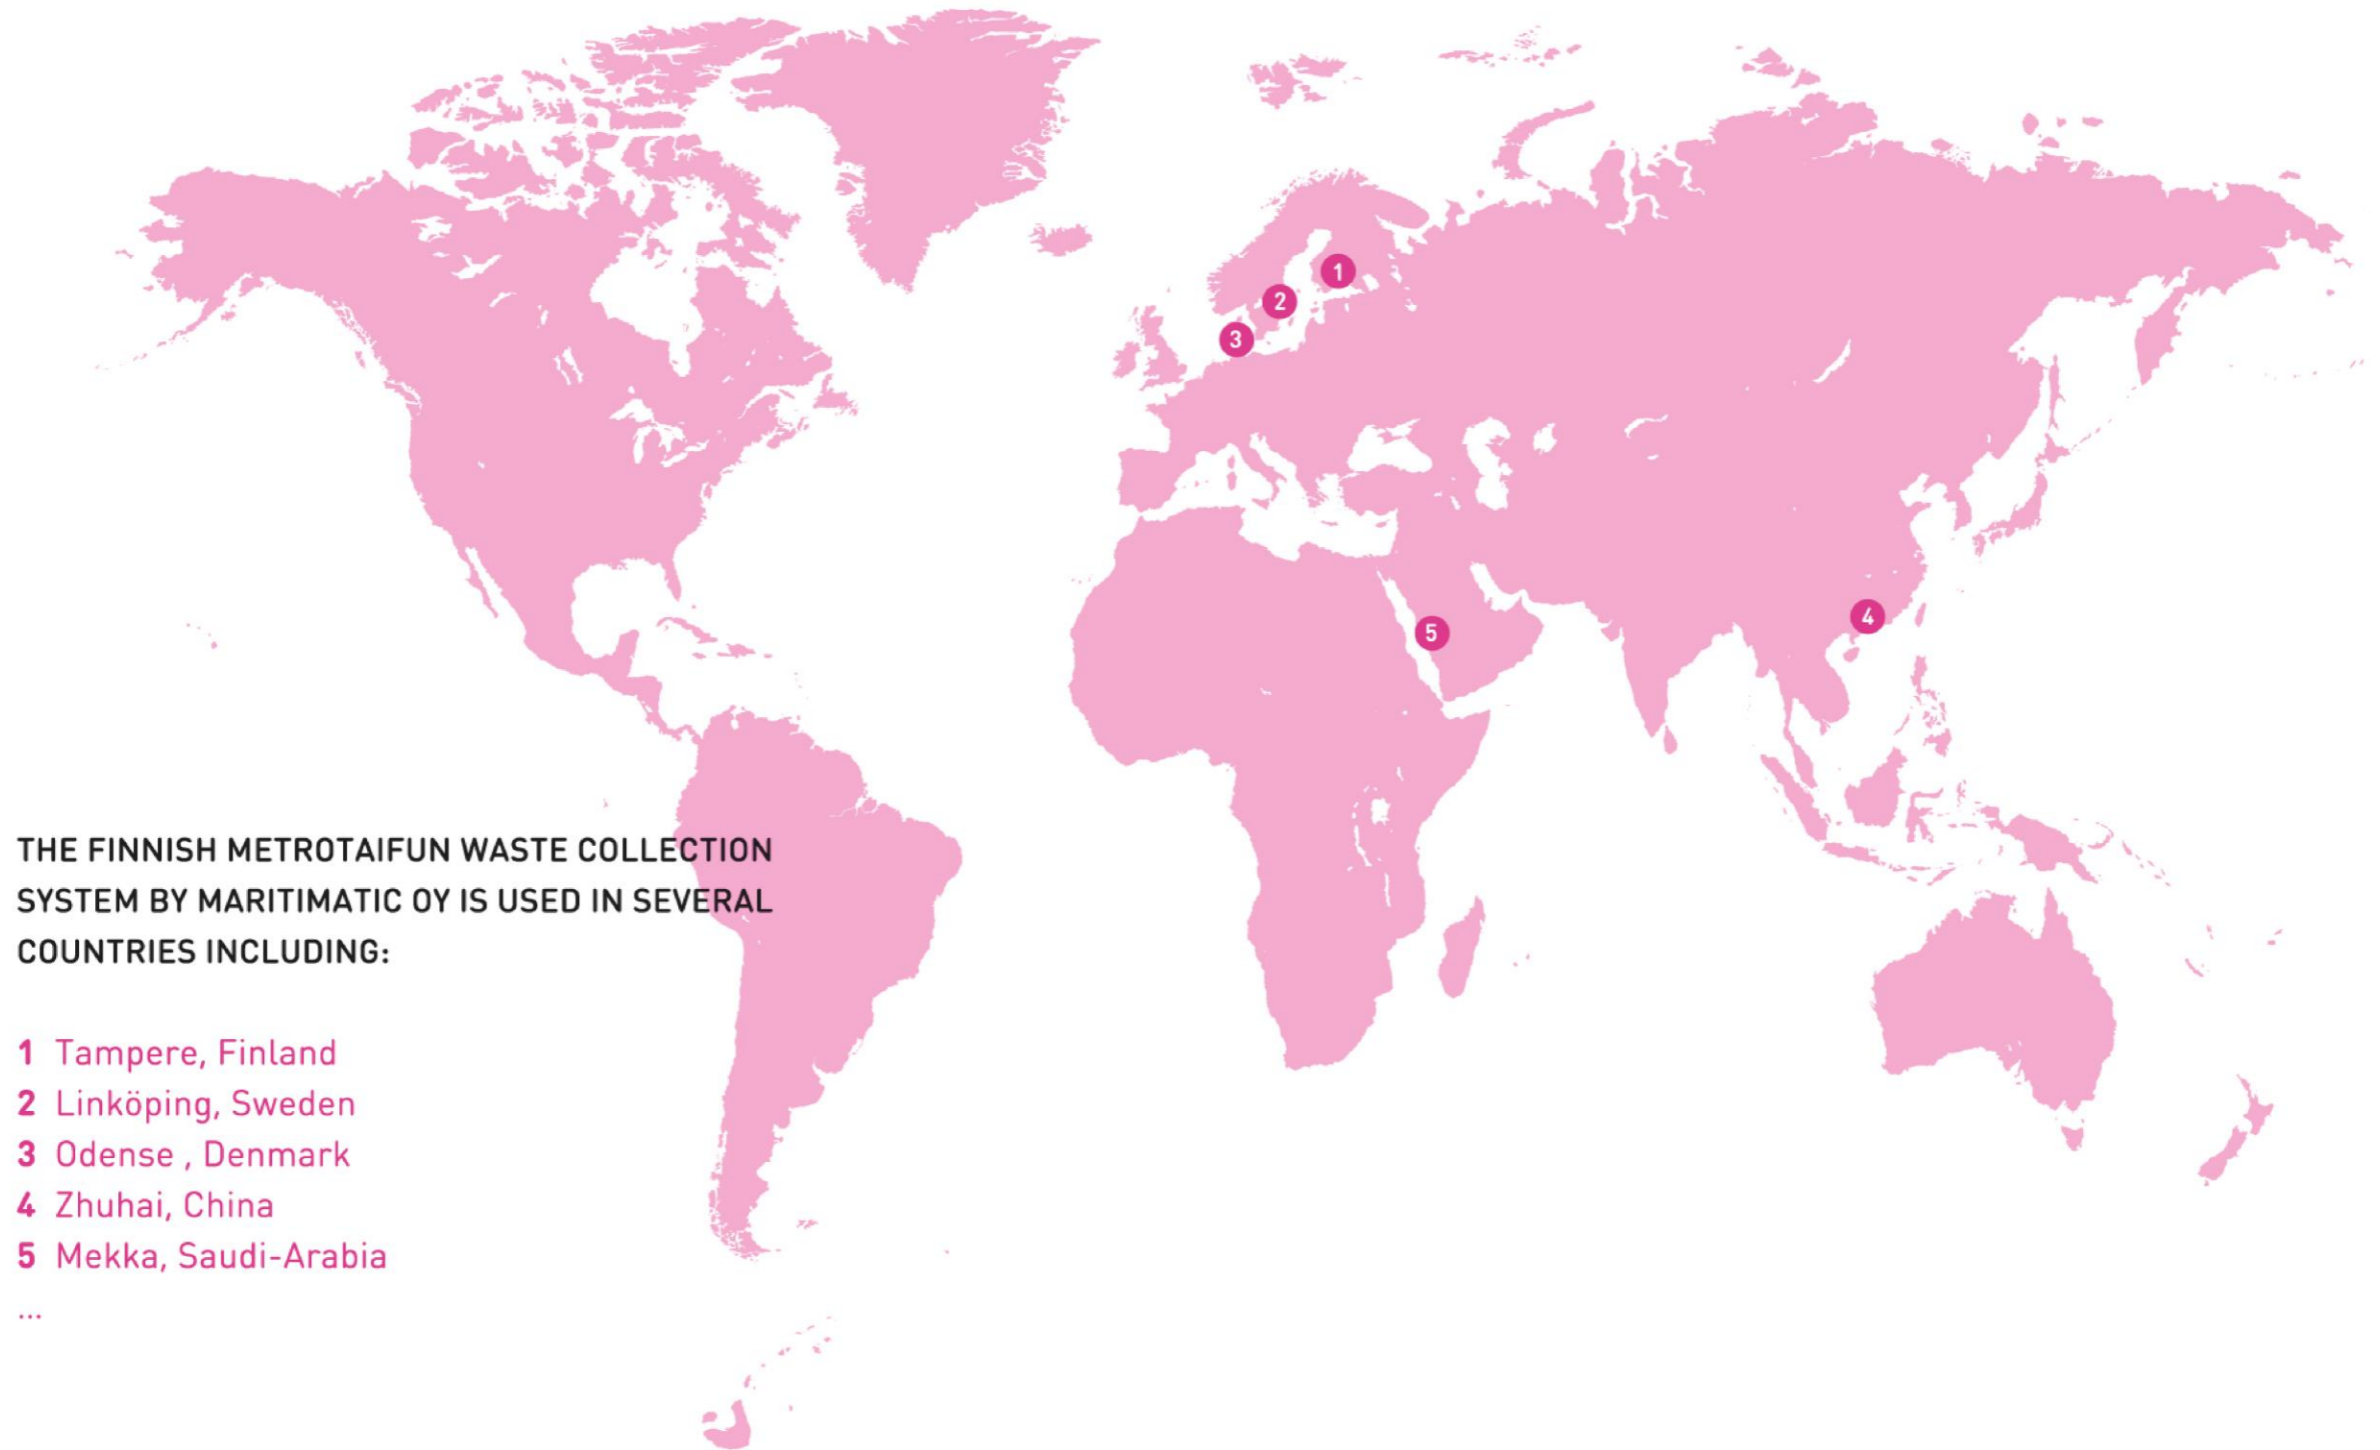 1
2
3
4
5
THE FINNISH METROTAIFUN WASTE COLLECTION
SYSTEM BY MARITIMATIC OY IS USED IN SEVERAL
COUNTRIES INCLUDING:
1 Tampere, Finland
2 Linköping, Sweden
3 Odense , Denmark
4 Zhuhai, China
5 Mekka, Saudi-Arabia
...